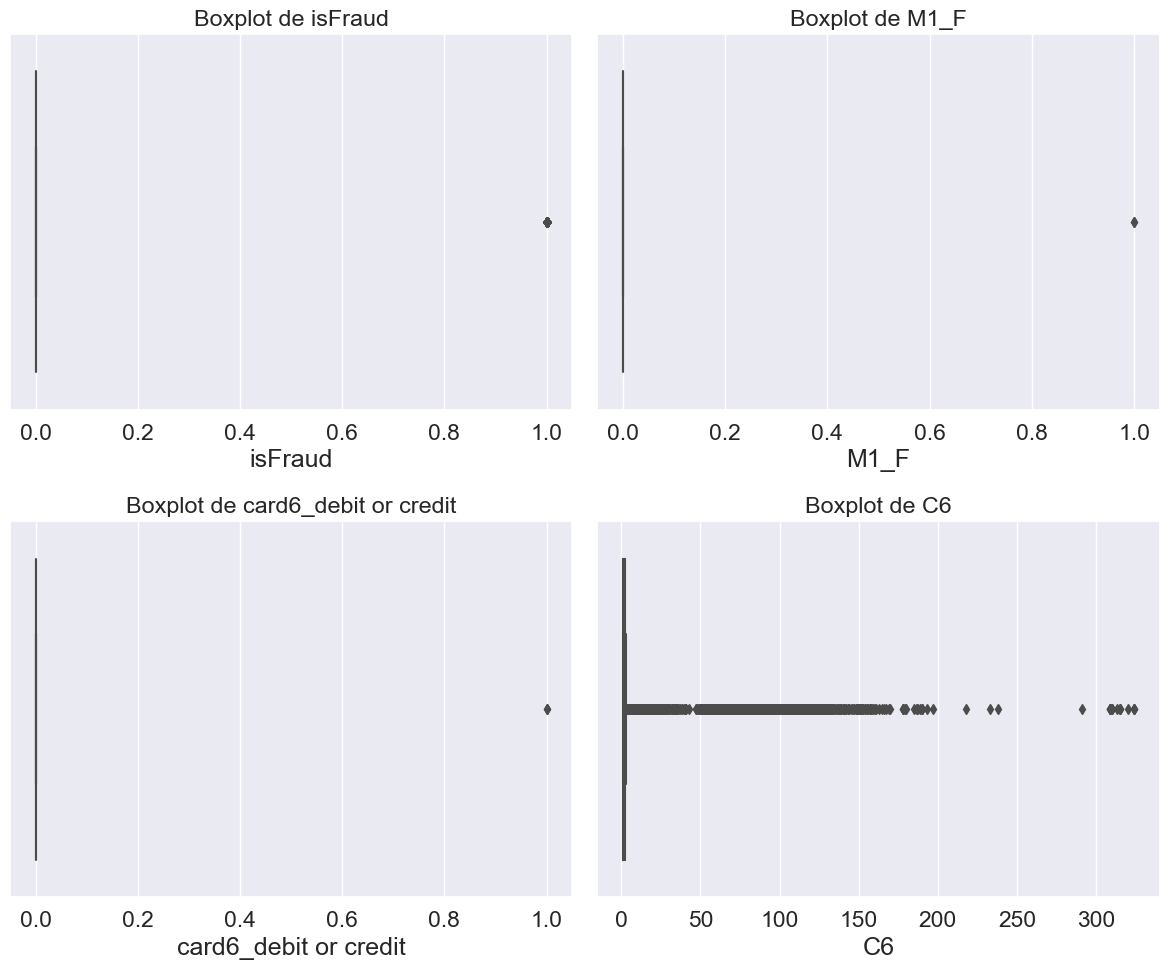 Boxplot de isFraud
0.0 0.2 0.4 0.6 0.8 1.0
isFraud
Boxplot de M1_F
0.0 0.2 0.4 0.6 0.8 1.0
M1_F
Boxplot de card6_debit or credit
0.0 0.2 0.4 0.6 0.8 1.0
card6_debit or credit
Boxplot de C6
0 50 100 150 200 250 300
C6